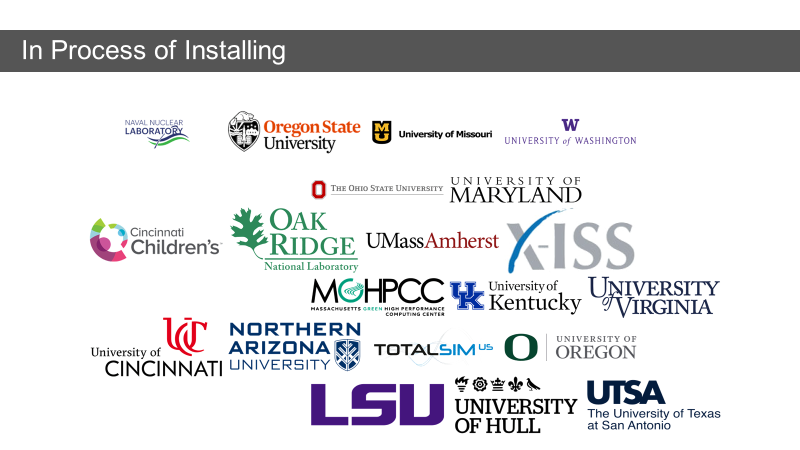 In Process of Installing
NAVAL NUCLEAR
LABORATORY
Oregon State
University
MU
University of Missouri
W
UNIVERSITY of WASHINGTON
O
THE OHIO STATE UNIVERSITY
UNIVERSITY OF
MARYLAND
Cincinnati
Children's
OAK
RIDGE
National Laboratory
UMassAmherst
X-ISS
MGHPCC
MASSACHUSETTS GREEN HIGH PERFORMANCE
COMPUTING CENTER
UK
University of
Kentucky
UNIVERSITY
of VIRGINIA
UC
University of
CINCINNATI
NORTHERN
ARIZONA
UNIVERSITY
TOTALSIM US
O
UNIVERSITY OF
OREGON
LSU
UNIVERSITY
OF HULL
UTSA
The University of Texas
at San Antonio